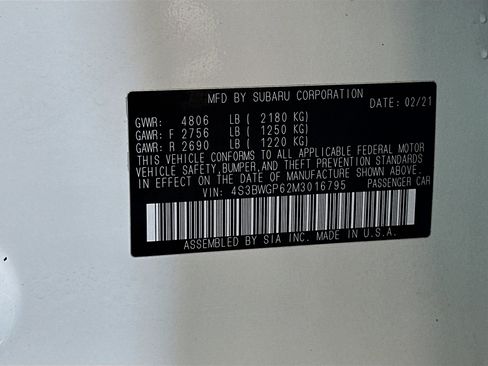 MFD BY SUBARU CORPORATION
DATE: 02/21
GVWR: 4806 LB ( 2180 KG)
GAWR: F 2756 LB ( 1250 KG)
GAWR: R 2690 LB ( 1220 KG)
THIS VEHICLE CONFORMS TO ALL APPLICABLE FEDERAL MOTOR
VEHICLE SAFETY,BUMPER AND THEFT PREVENTION STANDARDS
IN EFFECT ON THE DATE OF MANUFACTURE SHOWN ABOVE.
VIN: 4S3BWGP62M3016795 PASSENGER CAR
ASSEMBLED BY SIA INC. MADE IN U.S.A.